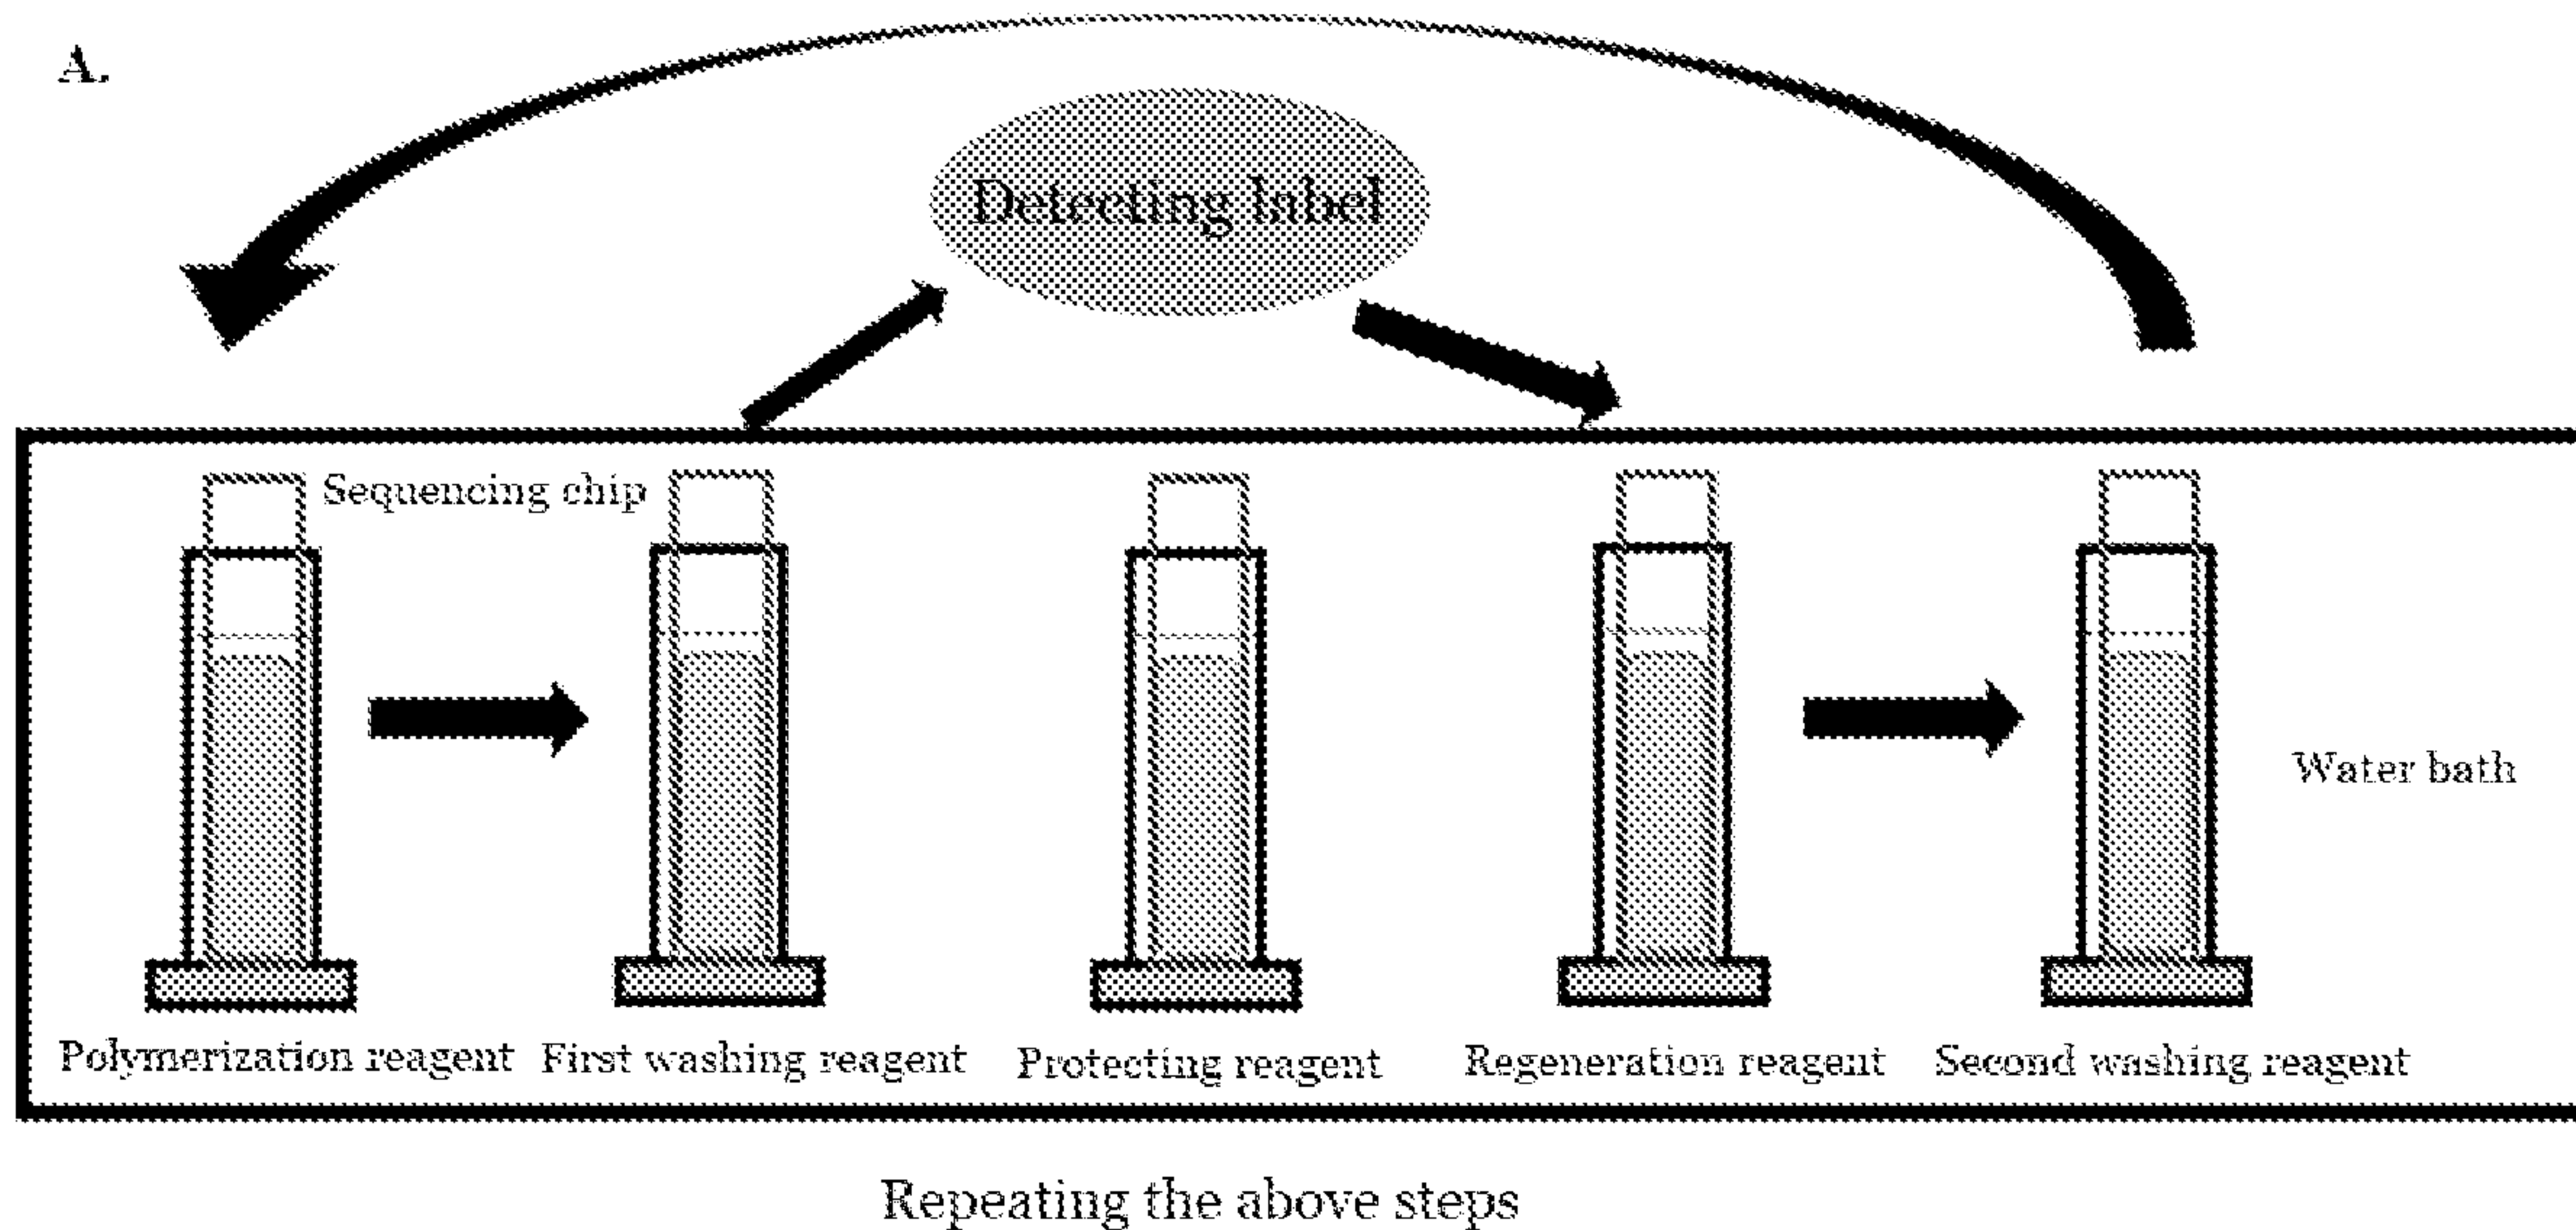 A.
Detecting label
Sequencing chip
Water bath
Polymerization reagent First washing reagent Protecting reagent Regeneration reagent Second washing reagent
Repeating the above steps